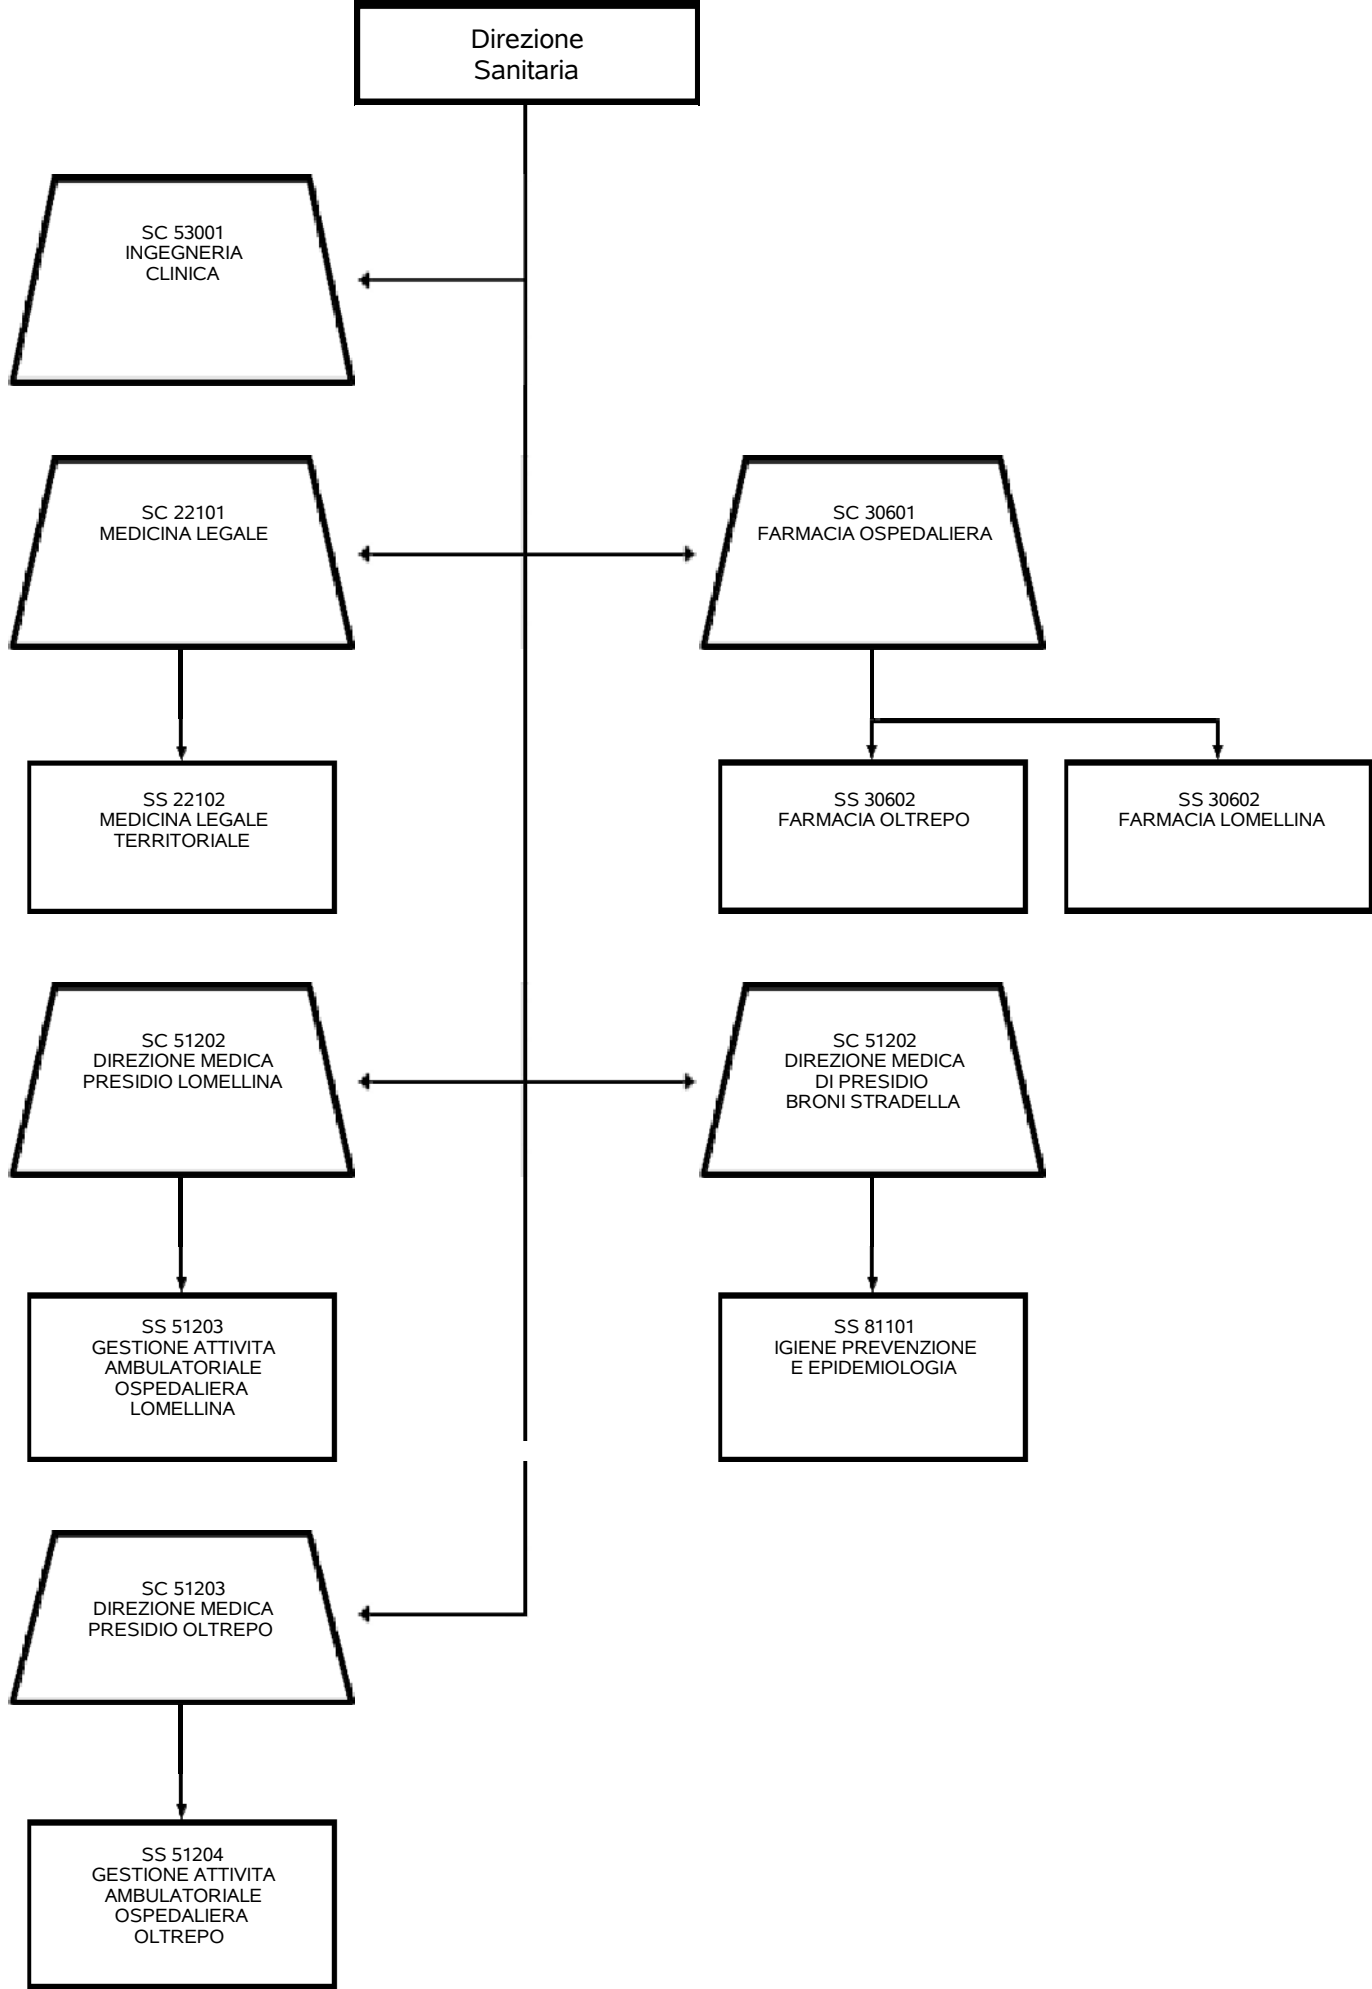 Direzione
Sanitaria
SC 53001
INGEGNERIA
CLINICA
SC 22101
MEDICINA LEGALE
SC 30601
FARMACIA OSPEDALIERA
SS 22102
MEDICINA LEGALE
TERRITORIALE
SS 30602
FARMACIA OLTREPO
SS 30602
FARMACIA LOMELLINA
SC 51202
DIREZIONE MEDICA
PRESIDIO LOMELLINA
SC 51202
DIREZIONE MEDICA
DI PRESIDIO
BRONI STRADELLA
SS 51203
GESTIONE ATTIVITA
AMBULATORIALE
OSPEDALIERA
LOMELLINA
SS 81101
IGIENE PREVENZIONE
E EPIDEMIOLOGIA
SC 51203
DIREZIONE MEDICA
PRESIDIO OLTREPO
SS 51204
GESTIONE ATTIVITA
AMBULATORIALE
OSPEDALIERA
OLTREPO